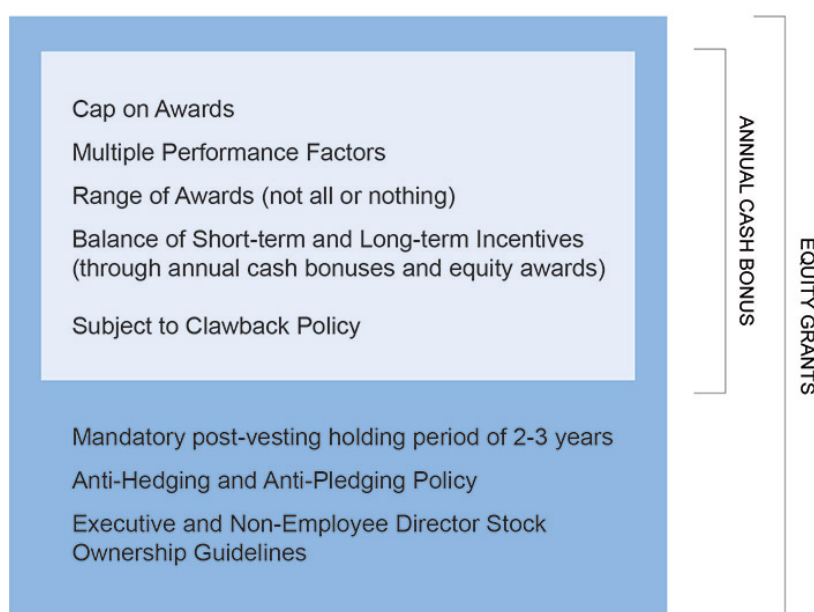 Cap on Awards
Multiple Performance Factors
Range of Awards (not all or nothing)
Balance of Short-term and Long-term Incentives
(through annual cash bonuses and equity awards)
Subject to Clawback Policy
Mandatory post-vesting holding period of 2-3 years
Anti-Hedging and Anti-Pledging Policy
Executive and Non-Employee Director Stock
Ownership Guidelines
ANNUAL CASH BONUS
EQUITY GRANTS